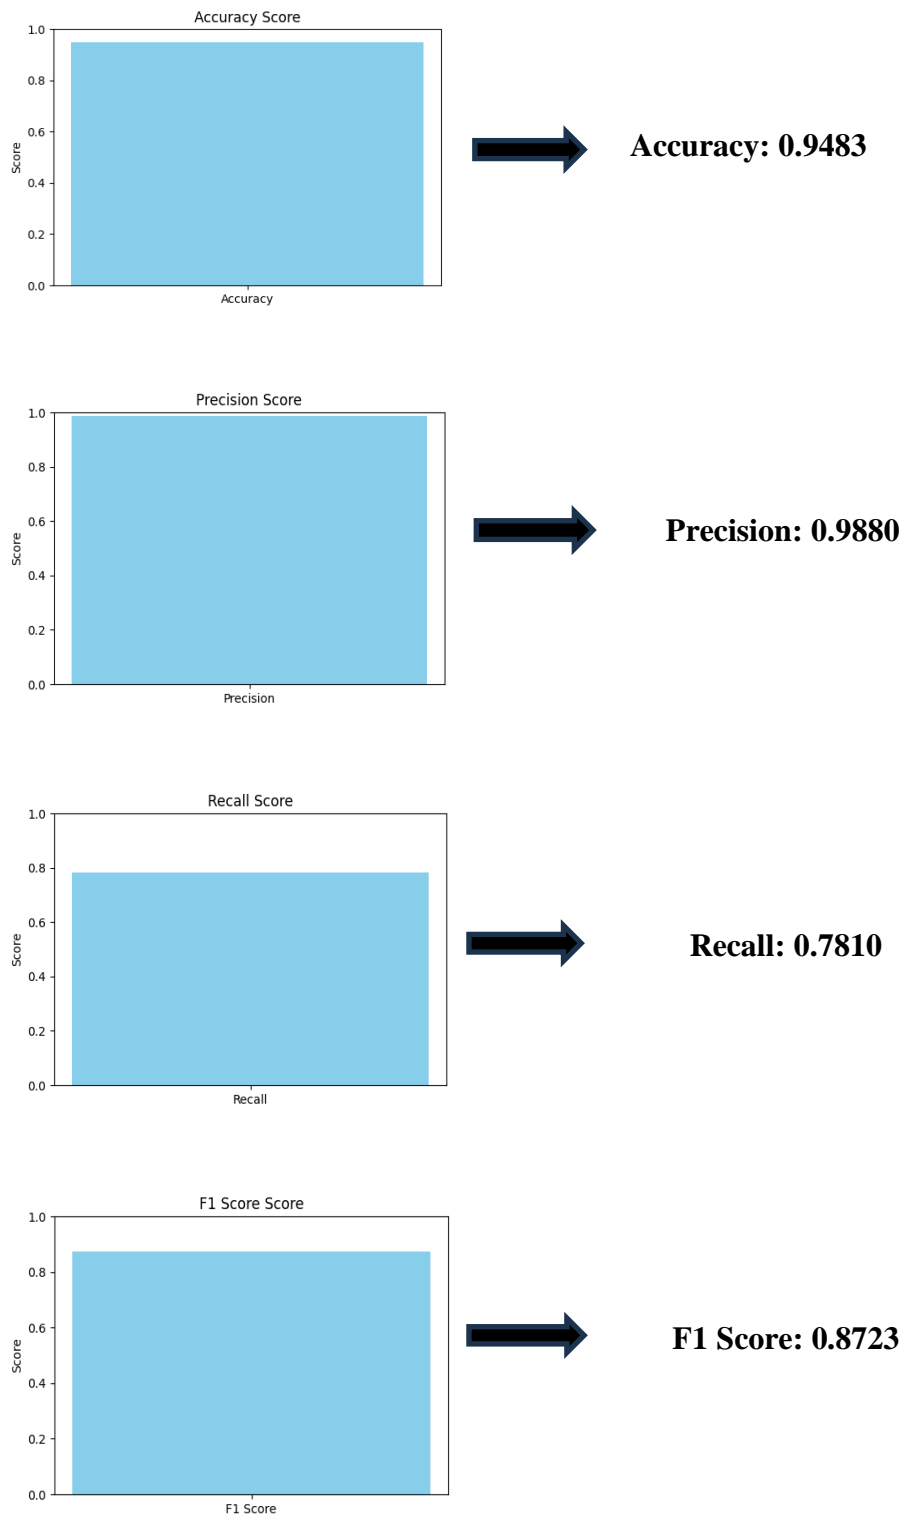 Accuracy Score
1.0
0.8
0.6
0.4
0.2
0.0
Score
Accuracy
Accuracy: 0.9483
Precision Score
1.0
0.8
0.6
0.4
0.2
0.0
Score
Precision
Precision: 0.9880
Recall Score
1.0
0.8
0.6
0.4
0.2
0.0
Score
Recall
Recall: 0.7810
F1 Score Score
1.0
0.8
0.6
0.4
0.2
0.0
Score
F1 Score
F1 Score: 0.8723